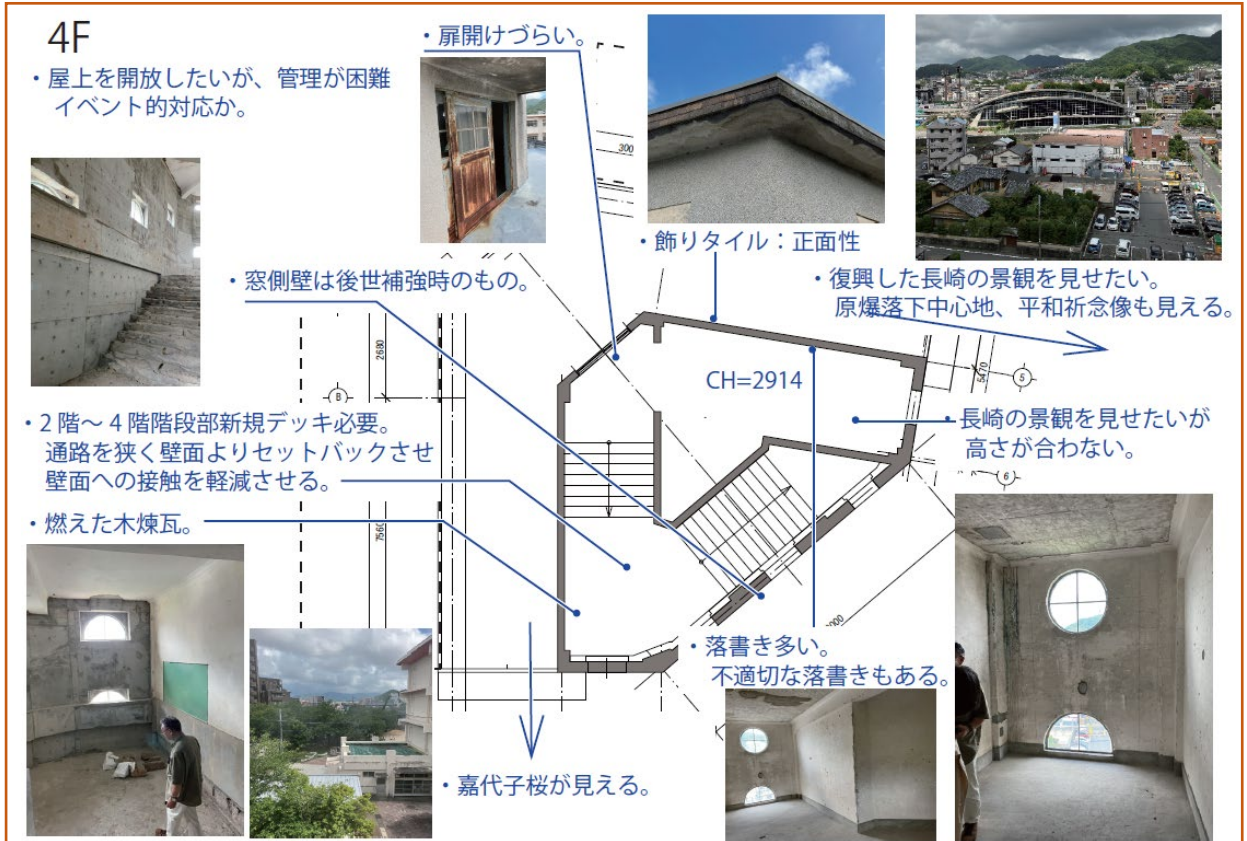 4F
・屋上を開放したいが、管理が困難
イベント的対応か。
・扉開けづらい。
300
・飾りタイル：正面性
・復興した長崎の景観を見せたい。
原爆落下中心地、平和祈念像も見える。
・窓側壁は後世補強時のもの。
2680
B
CH=2914
5470
5
・長崎の景観を見せたいが
高さが合わない。
6
・2階～4階階段部新規デッキ必要。
通路を狭く壁面よりセットバックさせ
壁面への接触を軽減させる。
・燃えた木煉瓦。
7560
・落書き多い。
不適切な落書きもある。
・嘉代子桜が見える。